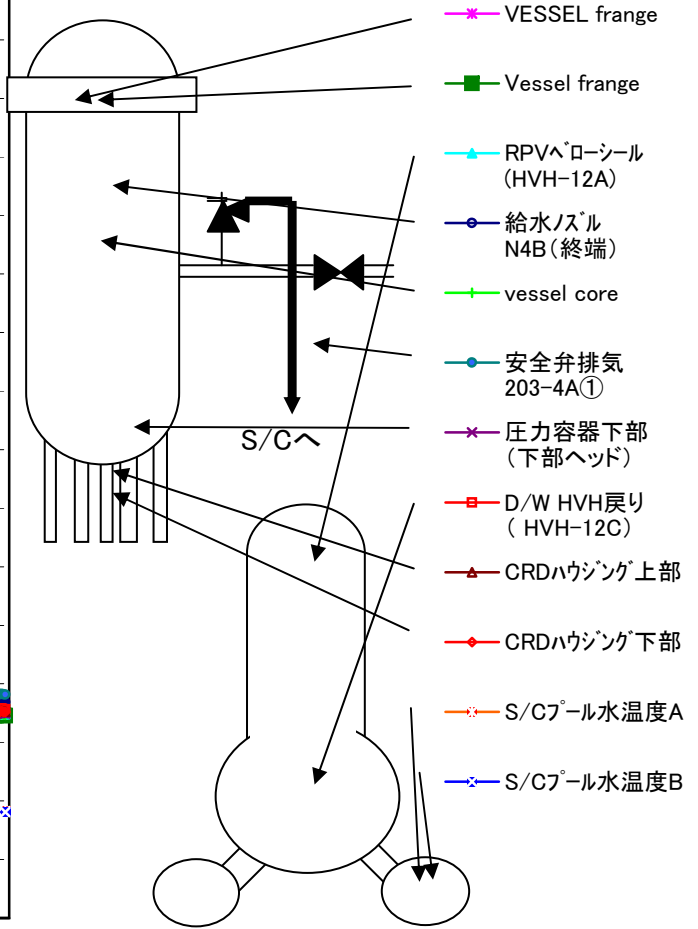 VESSEL frange
Vessel frange
RPVベローシール
(HVH-12A)
給水ノズル
N4B(終端)
vessel core
安全弁排気
203-4A①
圧力容器下部
(下部ヘッド)
D/W HVH戻り
( HVH-12C)
CRDハウジング上部
CRDハウジング下部
S/Cプール水温度A
S/Cプール水温度B
S/Cへ